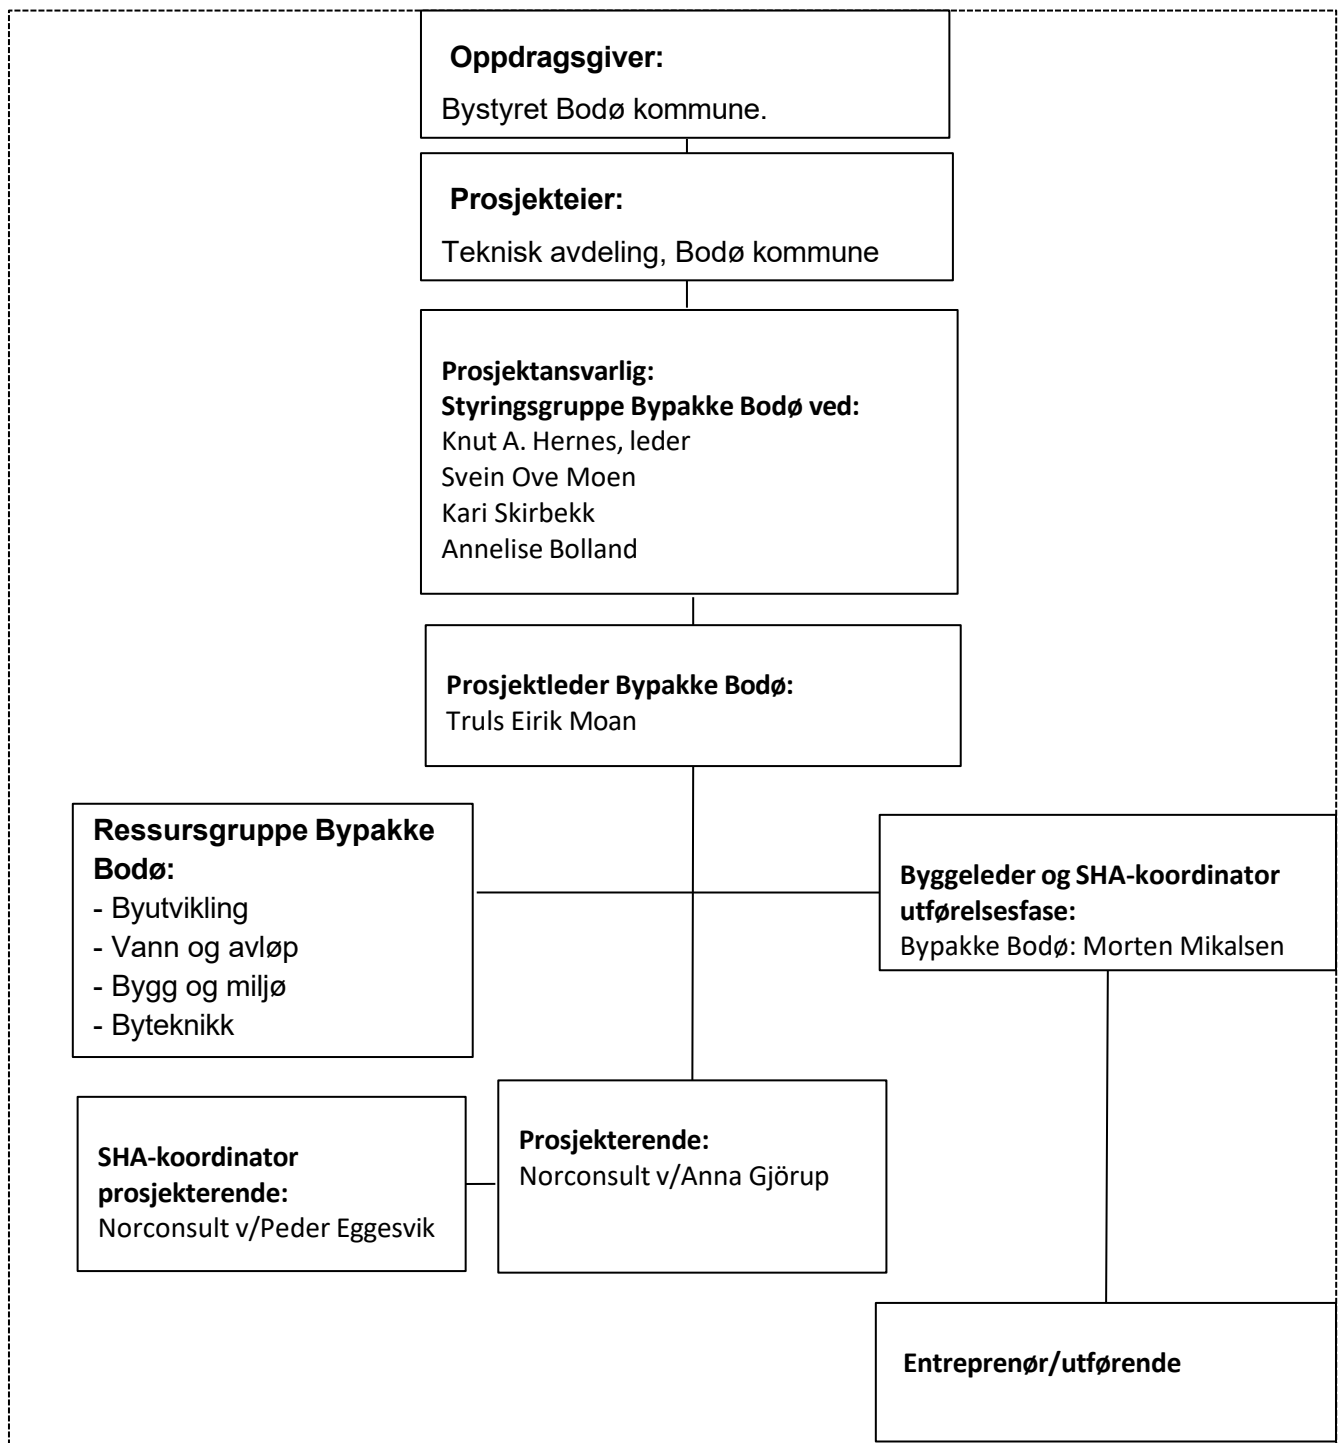 Oppdragsgiver:
Bystyret Bodø kommune.
Prosjekteier:
Teknisk avdeling, Bodø kommune
Prosjektansvarlig:
Styringsgruppe Bypakke Bodø ved:
Knut A. Hernes, leder
Svein Ove Moen
Kari Skirbekk
Annelise Bolland
Prosjektleder Bypakke Bodø:
Truls Eirik Moan
Ressursgruppe Bypakke
Bodø:
- Byutvikling
- Vann og avløp
- Bygg og miljø
- Byteknikk
Byggeleder og SHA-koordinator
utførelsesfase:
Bypakke Bodø: Morten Mikalsen
SHA-koordinator
prosjekterende:
Norconsult v/Peder Eggesvik
Prosjekterende:
Norconsult v/Anna Gjörup
Entreprenør/utførende